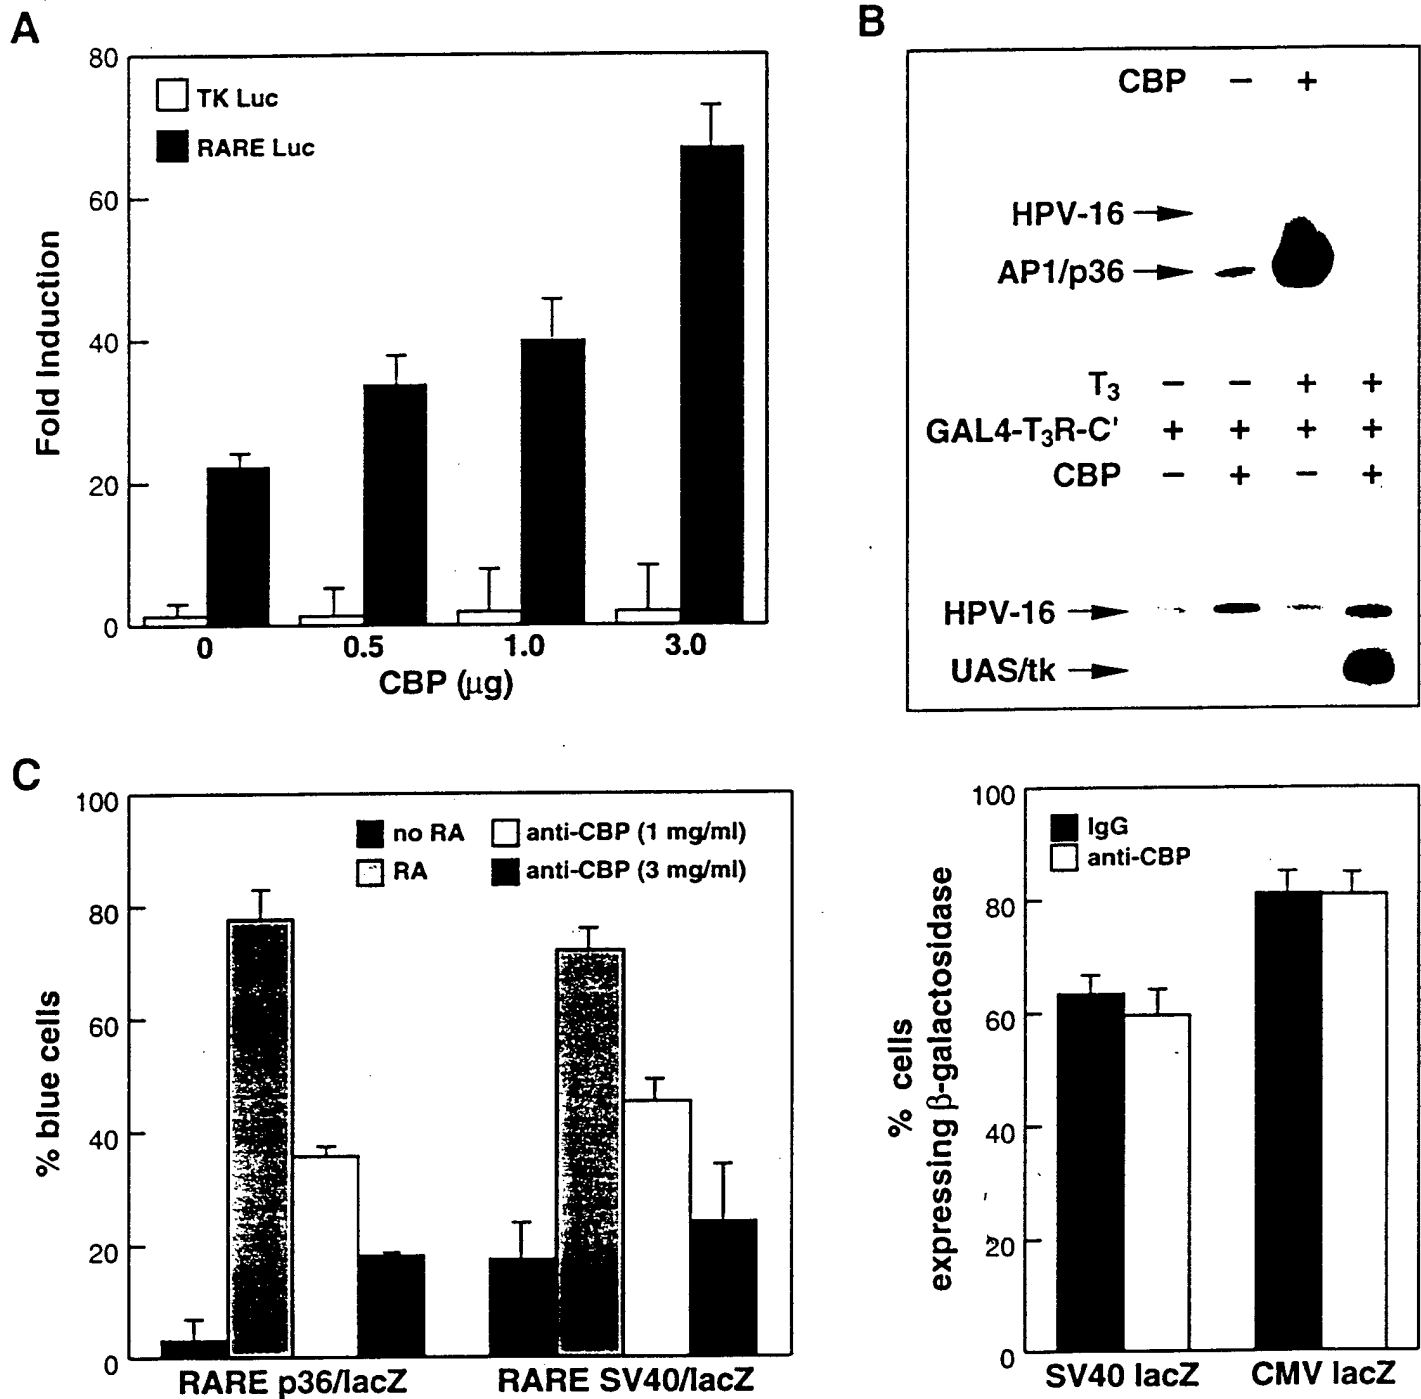 A
80
60
40
20
0
Fold Induction
TK Luc
RARE Luc
0 0.5 1.0 3.0
CBP (µg)
B
CBP − +
HPV-16
AP1/p36
T3 − − + +
GAL4-T3R-C' + + + +
CBP − + − +
HPV-16
UAS/tk
C
100
80
60
40
20
0
% blue cells
no RA
RA
anti-CBP (1 mg/ml)
anti-CBP (3 mg/ml)
RARE p36/lacZ RARE SV40/lacZ
100
80
60
40
20
0
% cells
expressing β-galactosidase
IgG
anti-CBP
SV40 lacZ CMV lacZ